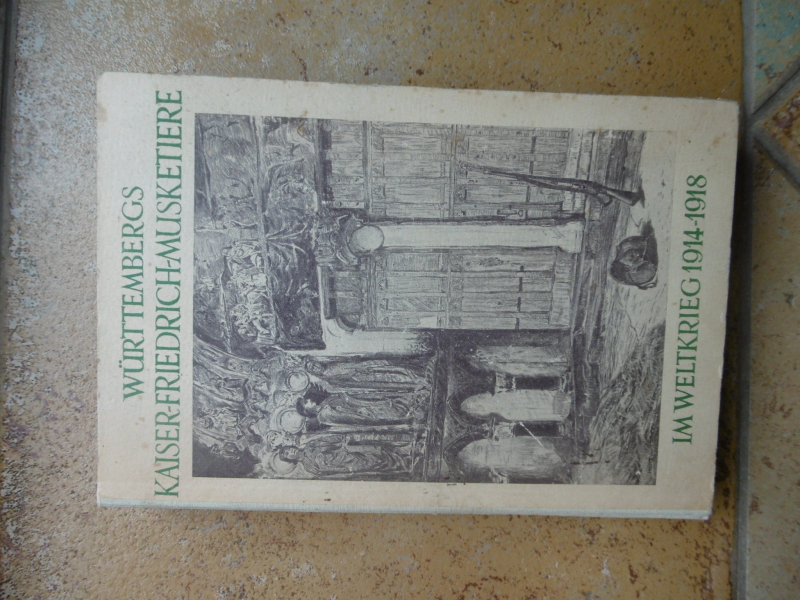 WÜRTTEMBERGS
KAISER-FRIEDRICH-MUSKETIERE
IM WELTKRIEG 1914-1918